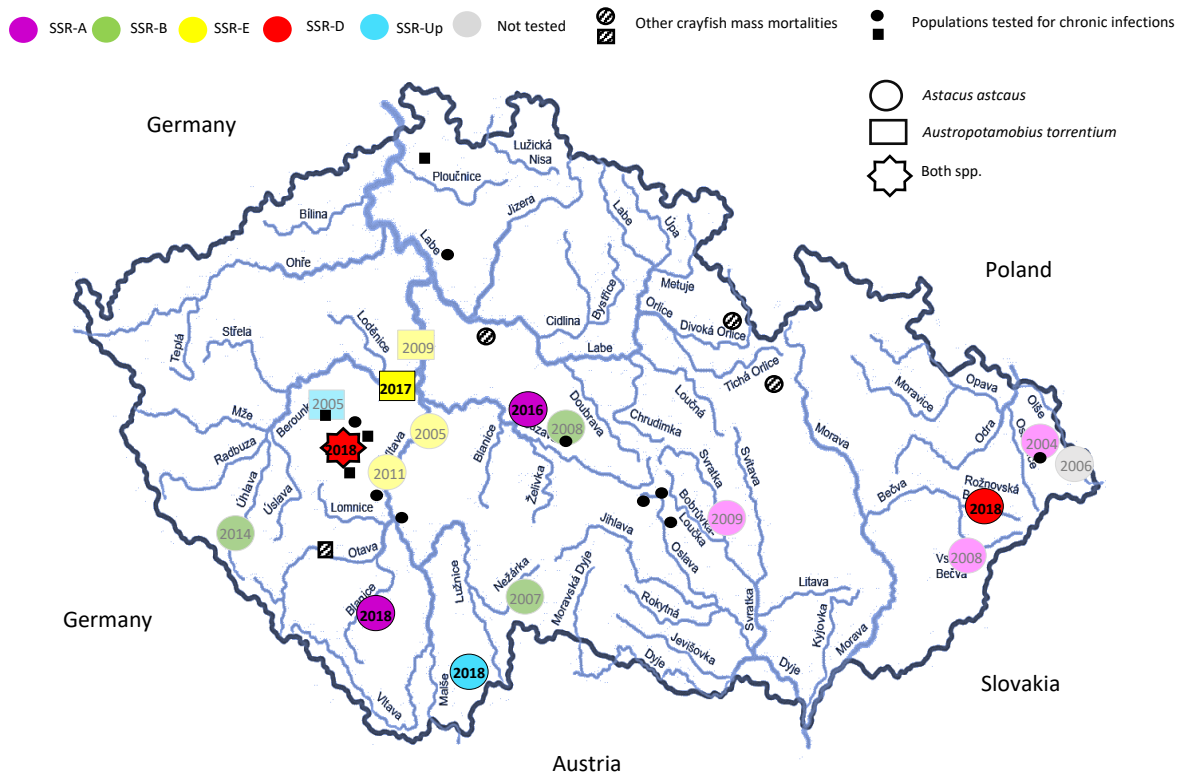 SSR-A
SSR-B
SSR-E
SSR-D
SSR-Up
Not tested
Other crayfish mass mortalities
Populations tested for chronic infections
Astacus astcaus
Austropotamobius torrentium
Both spp.
Germany
Poland
Germany
Slovakia
Austria
Lužická
Nisa
Ploučnice
Bílina
Jizera
Labe
Úpa
Labe
Ohře
Metuje
Bystřice
Orlice
Divoká Orlice
Cidlina
Teplá
Střela
Loděnice
2009
Labe
Tichá Orlice
2017
Opava
Moravice
Olše
2005
Mže
2016
Doubrava
Loučná
2008
Chrudimka
Morava
Odra
2004
2005
Radbuza
2018
Blanice
Svitava
Svratka
2006
2011
Úhlava
Úslava
Želivka
Bečva
Rožnovská
2018
Lomnice
Bobrůvka
Loučka
2009
Jihlava
2014
Otava
Oslava
2008
Bečva
Lužnice
Nežárka
Moravská Dyje
2007
Litava
Blanice
2018
Rokytná
Svratka
Kyjovka
Jevišovka
Morava
2018
Dyje
Dyje
Malše
Vltava